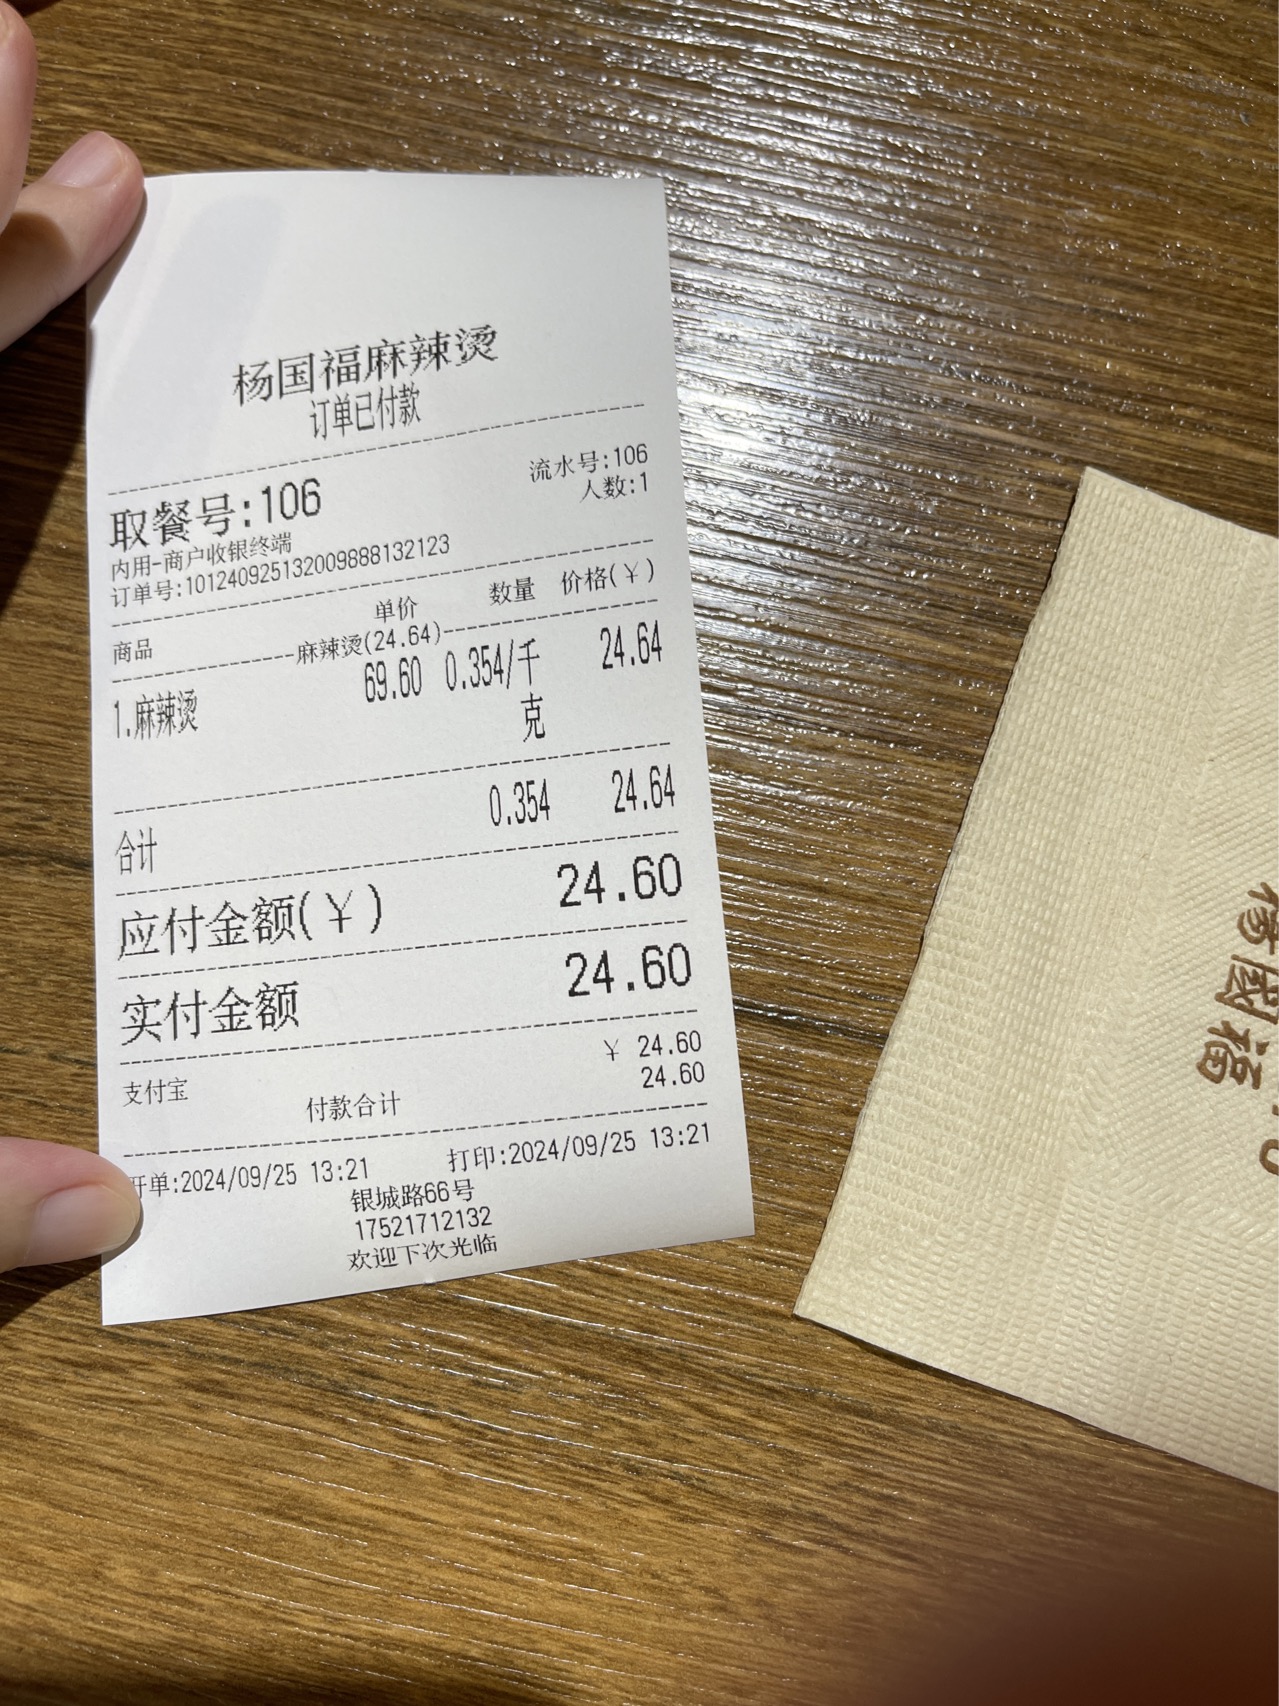 杨国福麻辣烫
订单已付款
取餐号:106
流水号:106
人数:1
内用-商户收银终端
订单号:101240925132009888132123
商品 单价 数量 价格(¥)
麻辣烫(24.64)
1.麻辣烫 69.60 0.354/千克 24.64
合计 0.354 24.64
应付金额(¥) 24.60
实付金额 24.60
支付宝 ¥ 24.60
付款合计 24.60
开单:2024/09/25 13:21 打印:2024/09/25 13:21
银城路66号
17521712132
欢迎下次光临
國福